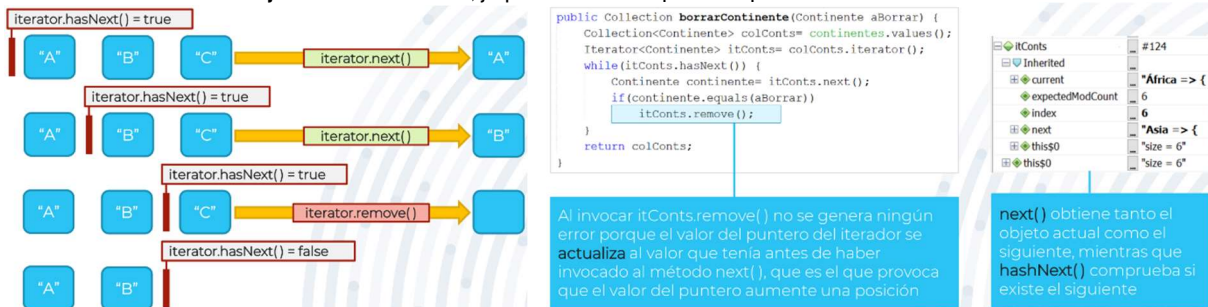 iterator.hasNext() = true
"A" "B" "C" iterator.next() "A"
iterator.hasNext() = true
"A" "B" "C" iterator.next() "B"
iterator.hasNext() = true
"A" "B" "C" iterator.remove()
iterator.hasNext() = false
"A" "B"
public Collection borrarContinente(Continente aBorrar) {
Collection<Continente> colConts= continentes.values();
Iterator<Continente> itConts= colConts.iterator();
while(itConts.hasNext()) {
Continente continente= itConts.next();
if(continente.equals(aBorrar))
itConts.remove();
}
return colConts;
}
Al invocar itConts.remove() no se genera ningún
error porque el valor del puntero del iterador se
actualiza al valor que tenía antes de haber
invocado al método next(), que es el que provoca
que el valor del puntero aumente una posición
itConts ... #124
Inherited
current ... "África => {
expectedModCount ... 6
index ... 6
next ... "Asia => {
this$0 ... "size = 6"
this$0 ... "size = 6"
next() obtiene tanto el
objeto actual como el
siguiente, mientras que
hashNext() comprueba si
existe el siguiente